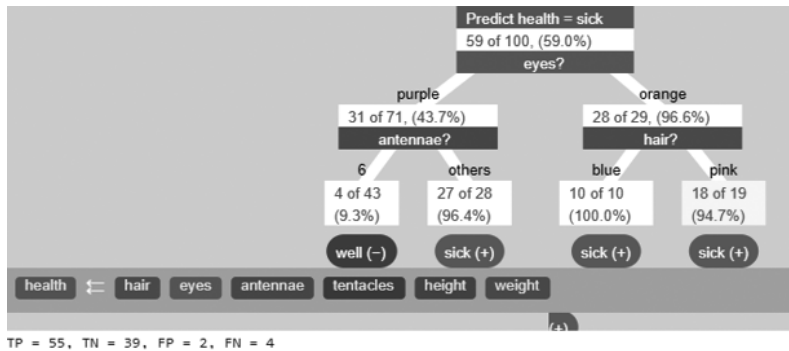 Predict health = sick
59 of 100, (59.0%)
eyes?
purple orange
31 of 71, (43.7%) 28 of 29, (96.6%)
antennae? hair?
6 others blue pink
4 of 43 27 of 28 10 of 10 18 of 19
(9.3%) (96.4%) (100.0%) (94.7%)
well (−) sick (+) sick (+) sick (+)
health ⇇ hair eyes antennae tentacles height weight
(+)
TP = 55, TN = 39, FP = 2, FN = 4